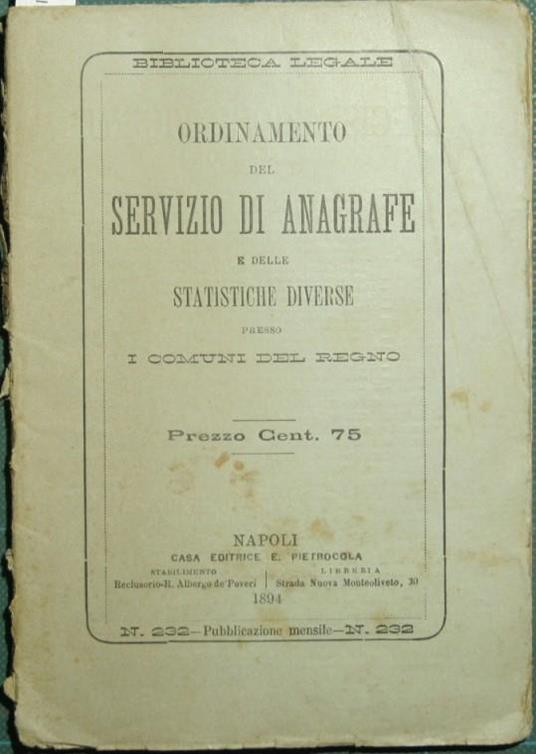 BIBLIOTECA LEGALE
ORDINAMENTO
DEL
SERVIZIO DI ANAGRAFE
E DELLE
STATISTICHE DIVERSE
PRESSO
I COMUNI DEL REGNO
Prezzo Cent. 75
NAPOLI
CASA EDITRICE E. PIETROCOLA
STABILIMENTO LIBRERIA
Reclusorio-R. Albergo de' Poveri | Strada Nuova Monteoliveto, 30
1894
N. 232—Pubblicazione mensile—N. 232